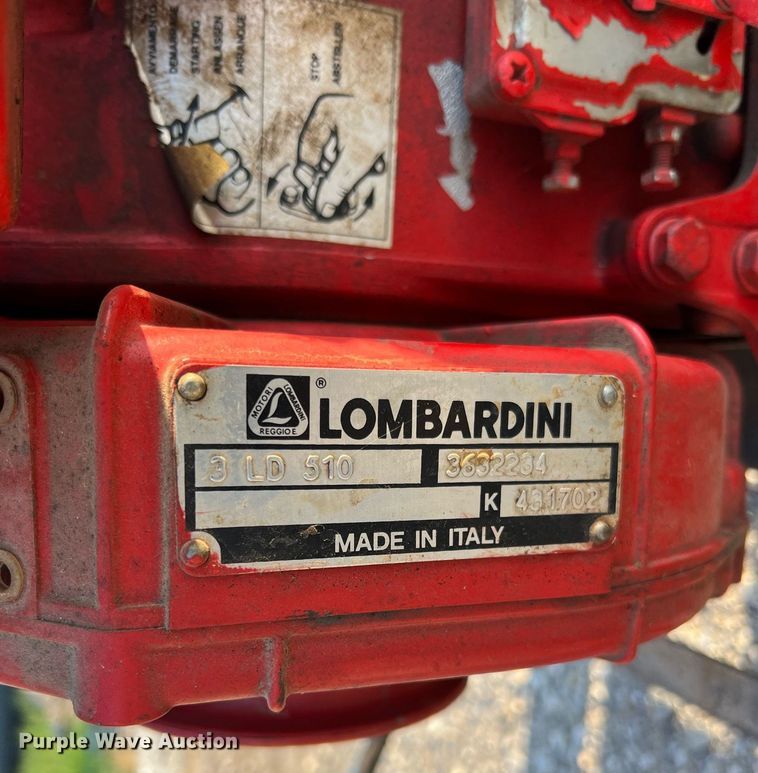 AVVIAMENTO
DEMARRAGE
STARTING
ANLASSEN
ARRANQUE
STOP
ABSTELLEN
MOTORI
LOMBARDINI
REGGIO E.
® LOMBARDINI
3 LD 510 3632234
K 431702
MADE IN ITALY
Purple Wave Auction